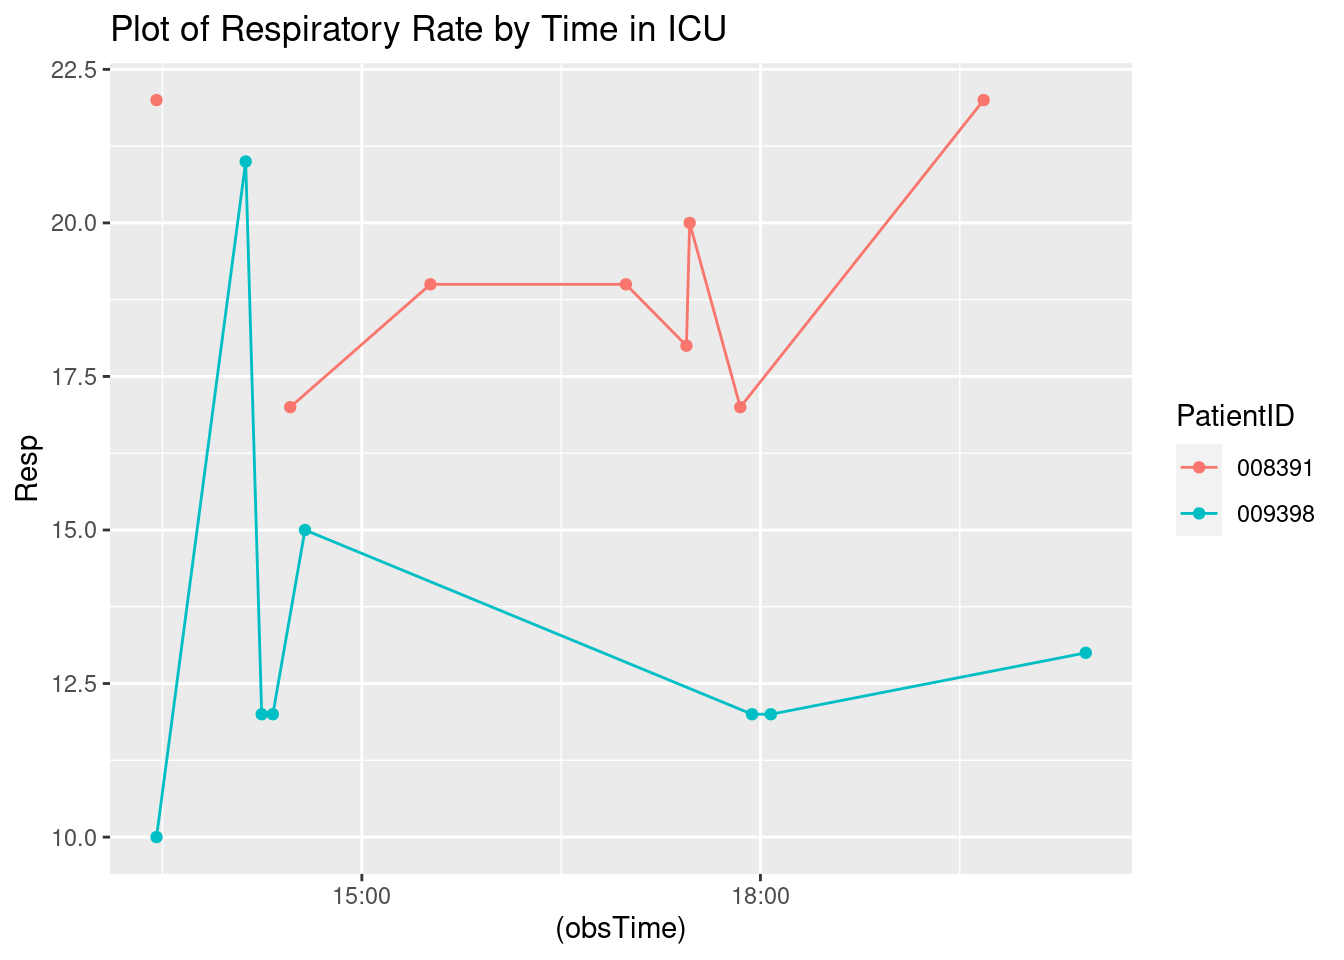 Plot of Respiratory Rate by Time in ICU
22.5
20.0
17.5
15.0
12.5
10.0
Resp
15:00
18:00
(obsTime)
PatientID
008391
009398